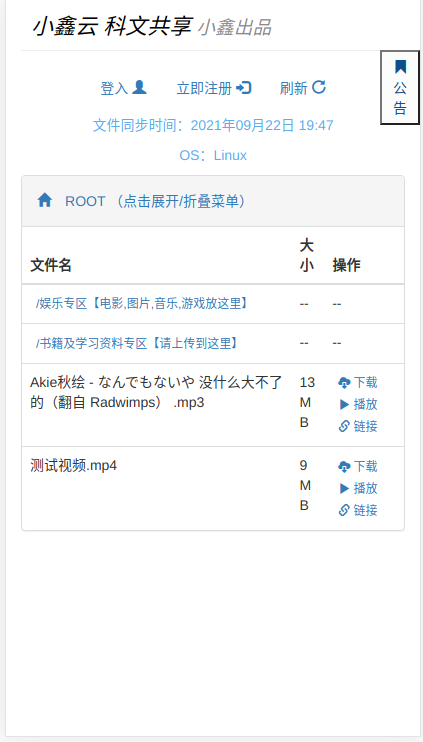 小鑫云 科文共享 小鑫出品
公
告
登入 立即注册 刷新
文件同步时间：2021年09月22日 19:47
OS：Linux
ROOT （点击展开/折叠菜单）
文件名 大小 操作
/娱乐专区【电影,图片,音乐,游戏放这里】 -- --
/书籍及学习资料专区【请上传到这里】 -- --
Akie秋绘 - なんでもないや 没什么大不了 13 下载
的（翻自 Radwimps） .mp3 M 播放
B 链接
测试视频.mp4 9 下载
M 播放
B 链接